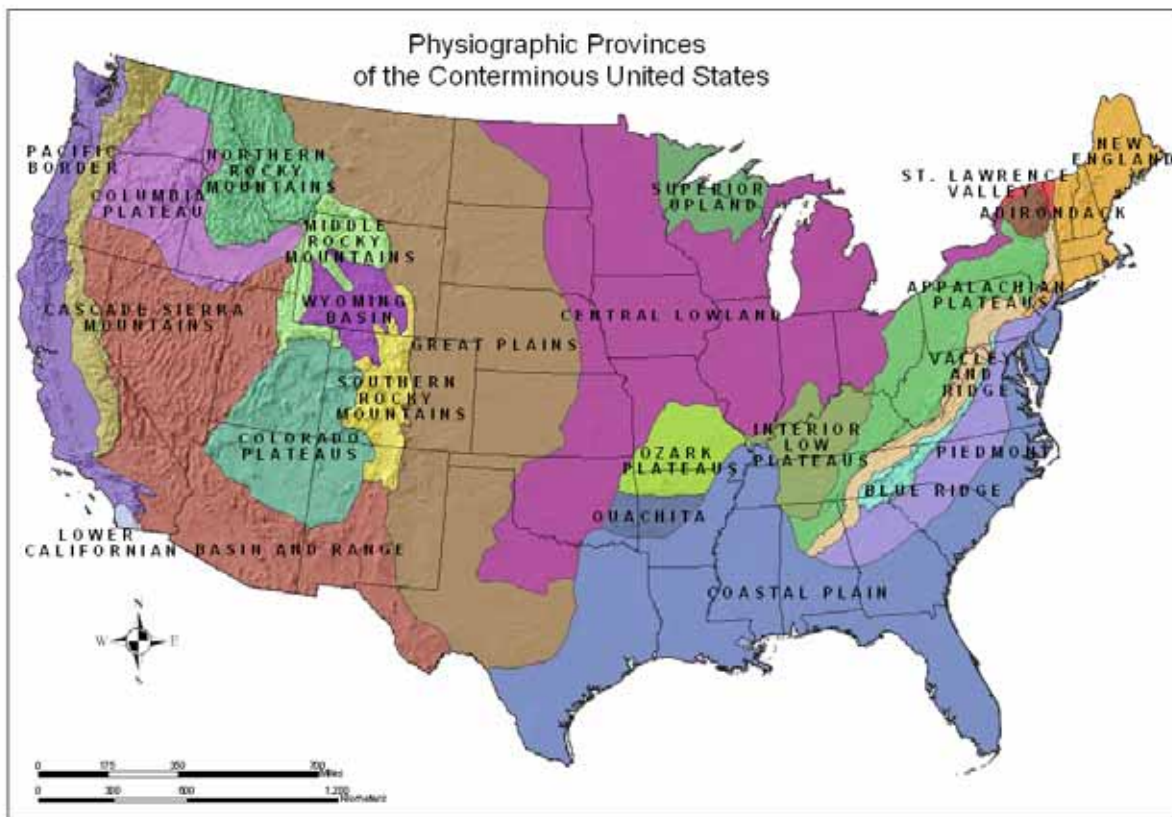 Physiographic Provinces
of the Conterminous United States
PACIFIC
BORDER
NORTHERN
ROCKY
MOUNTAINS
COLUMBIA
PLATEAU
MIDDLE
ROCKY
MOUNTAINS
WYOMING
BASIN
CASCADE SIERRA
MOUNTAINS
GREAT PLAINS
SOUTHERN
ROCKY
MOUNTAINS
COLORADO
PLATEAUS
LOWER
CALIFORNIAN
BASIN AND RANGE
SUPERIOR
UPLAND
CENTRAL LOWLAND
OZARK
PLATEAUS
OUACHITA
INTERIOR
LOW
PLATEAUS
COASTAL PLAIN
NEW
ENGLAND
ST. LAWRENCE
VALLEY
ADIRONDACK
APPALACHIAN
PLATEAUS
VALLEY
AND
RIDGE
PIEDMONT
BLUE RIDGE
N
W E
S
0 175 350 700
Miles
0 300 600 1,200
Kilometers